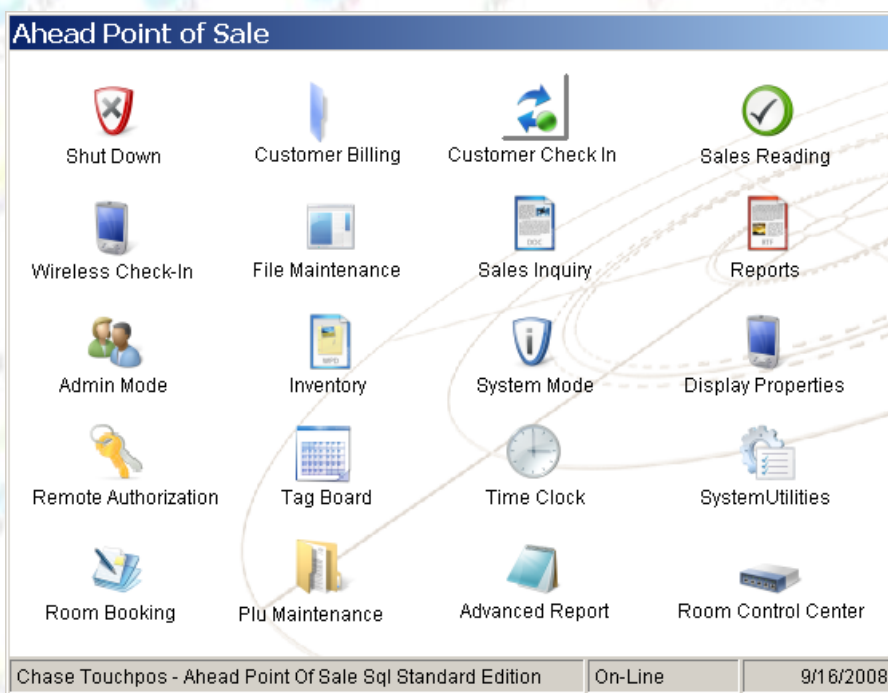 Ahead Point of Sale
Shut Down
Customer Billing
Customer Check In
Sales Reading
Wireless Check-In
File Maintenance
DOC
Sales Inquiry
RTF
Reports
Admin Mode
MPD
Inventory
System Mode
Display Properties
Remote Authorization
Tag Board
Time Clock
SystemUtilities
Room Booking
Plu Maintenance
Advanced Report
Room Control Center
Chase Touchpos - Ahead Point Of Sale Sql Standard Edition
On-Line
9/16/2008